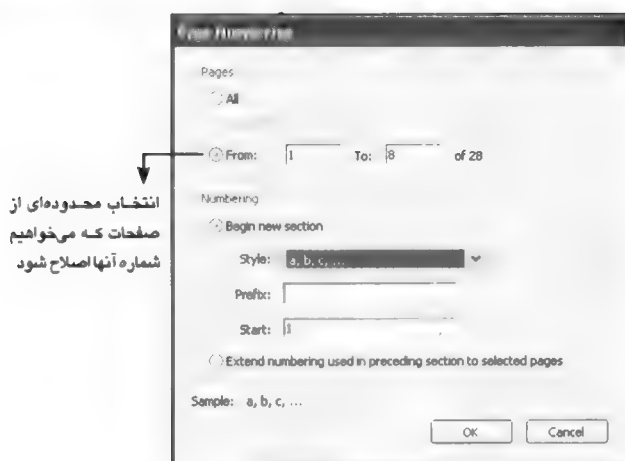 Page Numbering
Pages
All
From: 1 To: 8 of 28
انتخاب محدوده‌ای از
صفحات که می‌خواهیم
شماره آنها اصلاح شود
Numbering
Begin new section
Style: a, b, c, ...
Prefix:
Start: 1
Extend numbering used in preceding section to selected pages
Sample: a, b, c, ...
OK Cancel